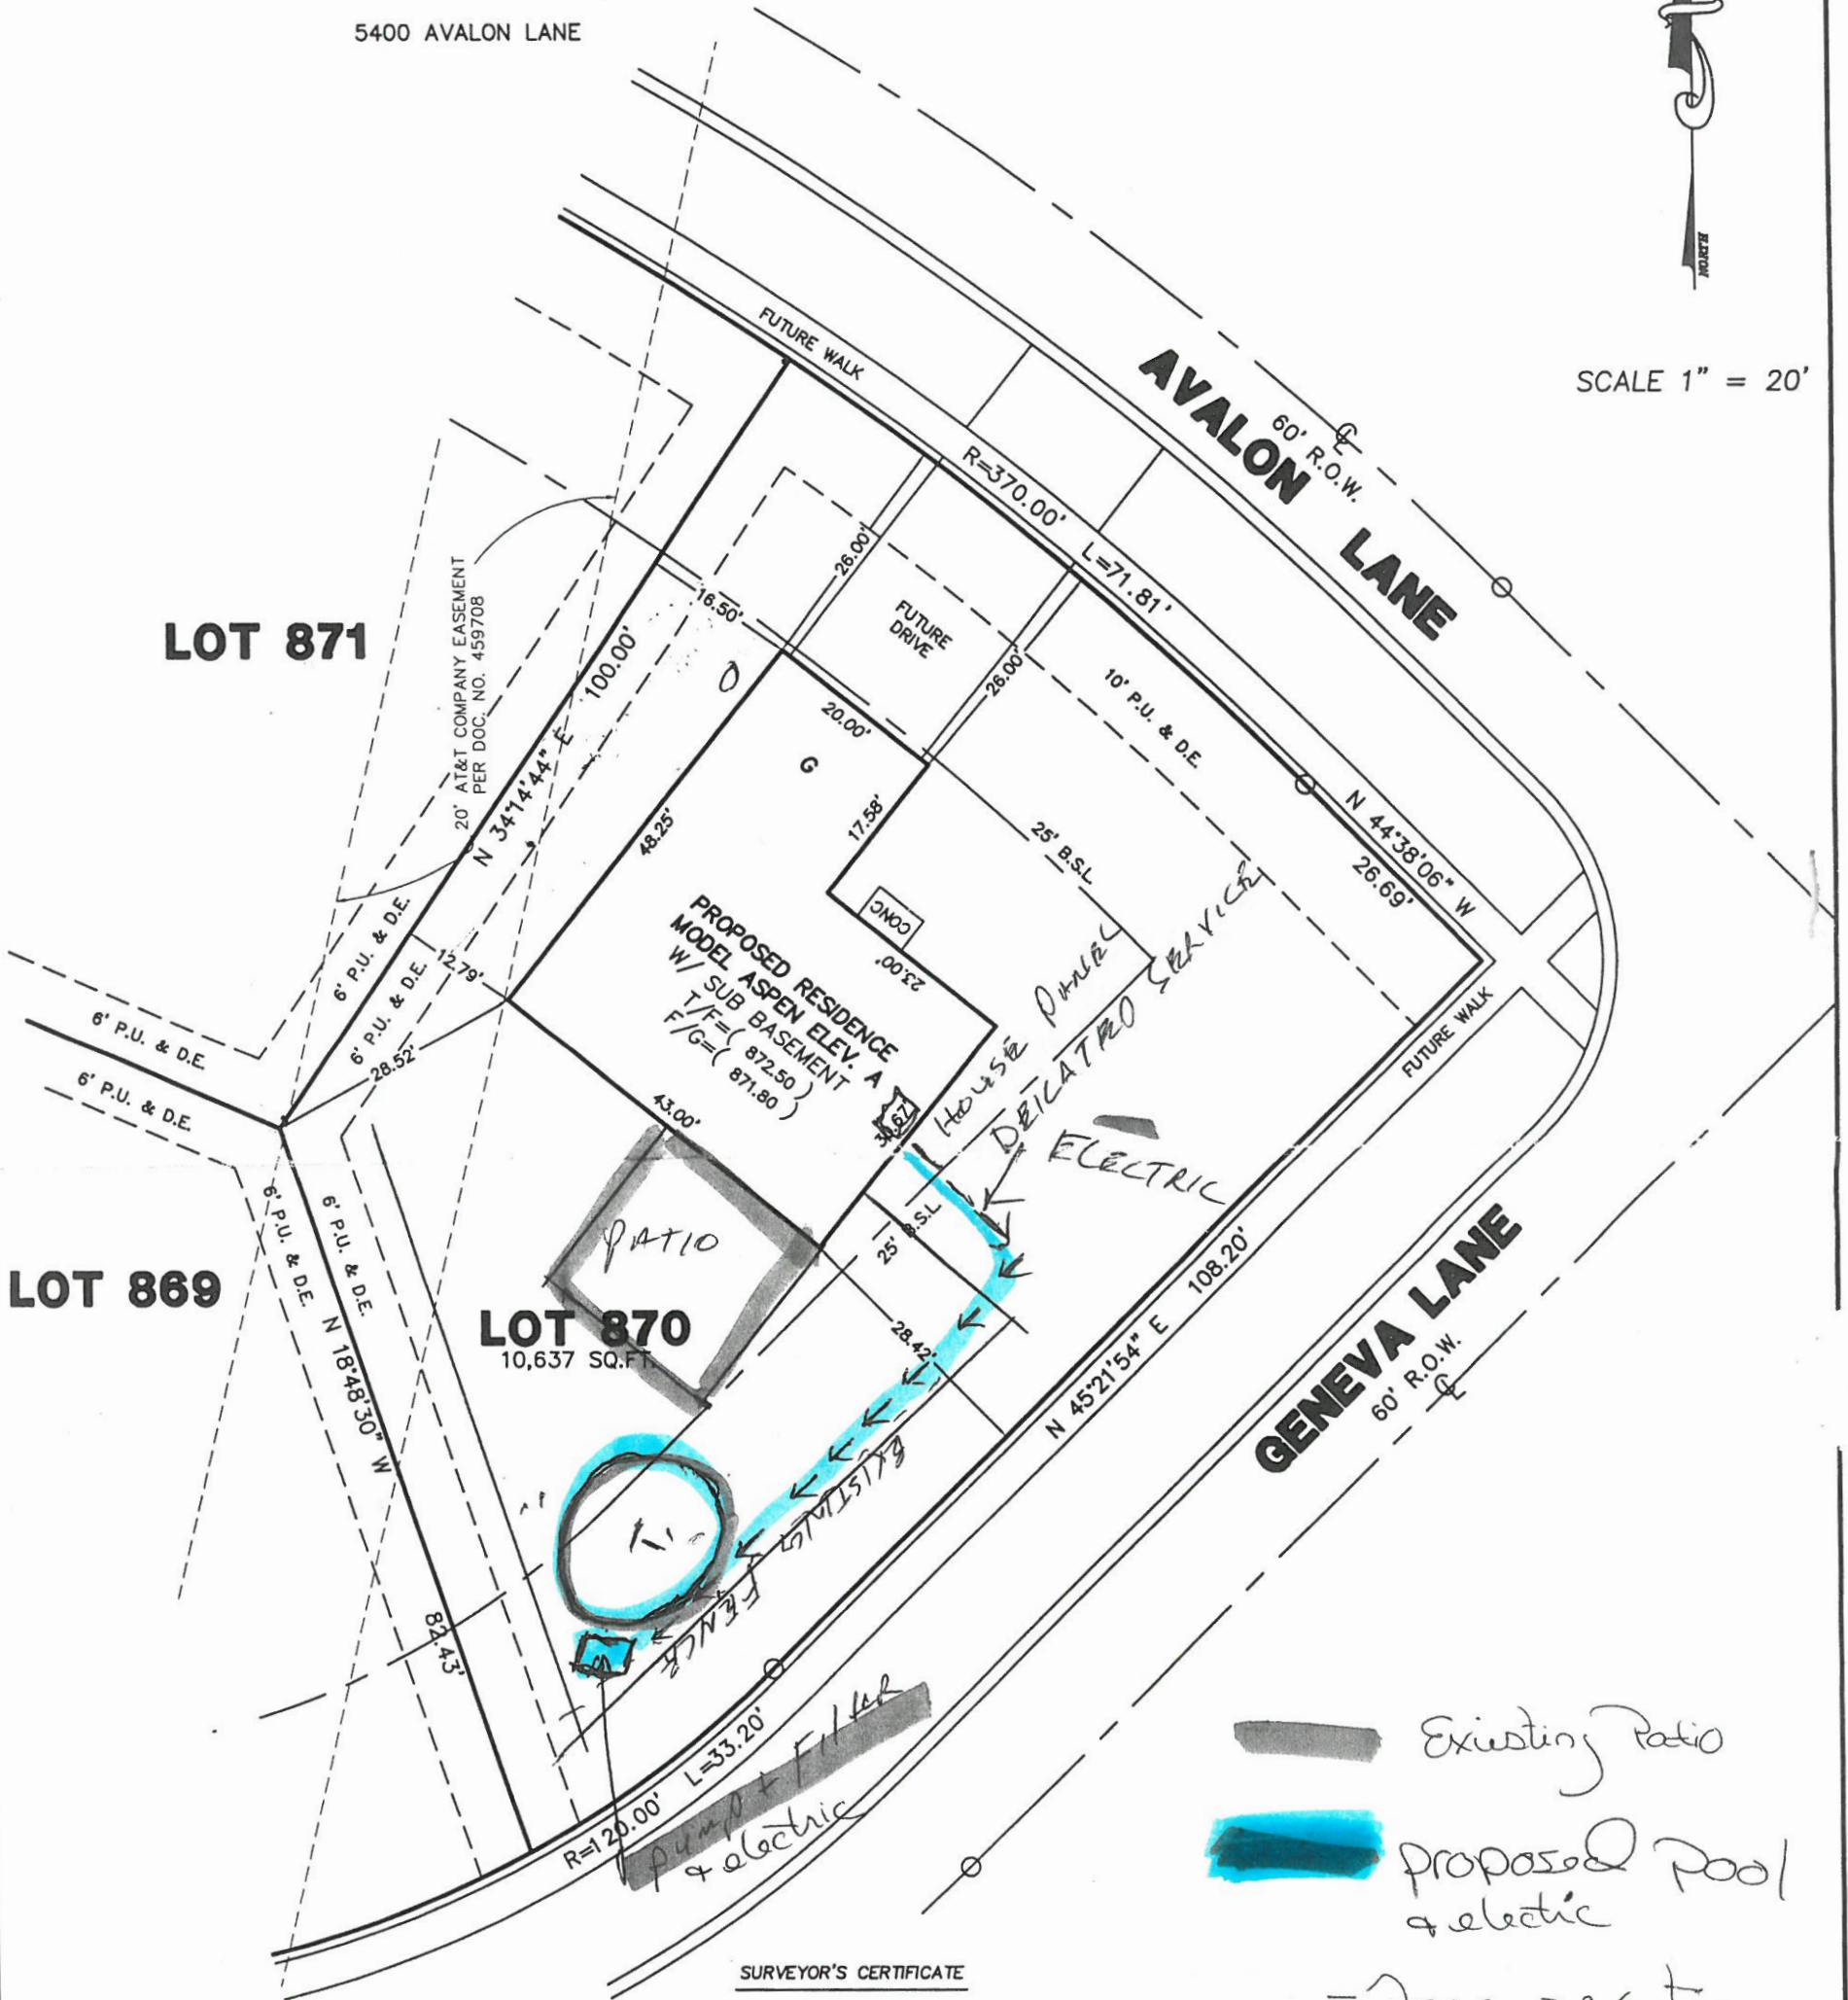 5400 AVALON LANE
NORTH
SCALE 1" = 20'
FUTURE WALK
AVALON LANE
60' R.O.W.
R=370.00'
L=71.81'
N 44°38'06" W
26.69'
LOT 871
20' AT&T COMPANY EASEMENT
PER DOC. NO. 459708
N 34°14'44" E 100.00'
16.50'
26.00'
FUTURE
DRIVE
26.00'
10' P.U. & D.E.
20.00'
G
17.58'
48.25'
25' B.S.L
CONC
23.00'
PROPOSED RESIDENCE
MODEL ASPEN ELEV. A
W/ SUB BASEMENT
T/F=( 872.50 )
F/G=( 871.80 )
House Panel
DEICATED SERVICE
ELECTRIC
FUTURE WALK
6' P.U. & D.E.
6' P.U. & D.E.
12.79'
28.52'
6' P.U. & D.E.
6' P.U. & D.E.
43.00'
PATIO
25' B.S.L
28.42'
N 45°21'54" E 108.20'
GENEVA LANE
60' R.O.W.
LOT 869
6' P.U. & D.E.
6' P.U. & D.E.
N 18°48'30" W
82.43'
LOT 870
10,637 SQ.FT.
EXISTING FENCE
R=120.00'
L=33.20'
pump + Filter
& electric
Existing Patio
proposed Pool
& electic
SURVEYOR'S CERTIFICATE